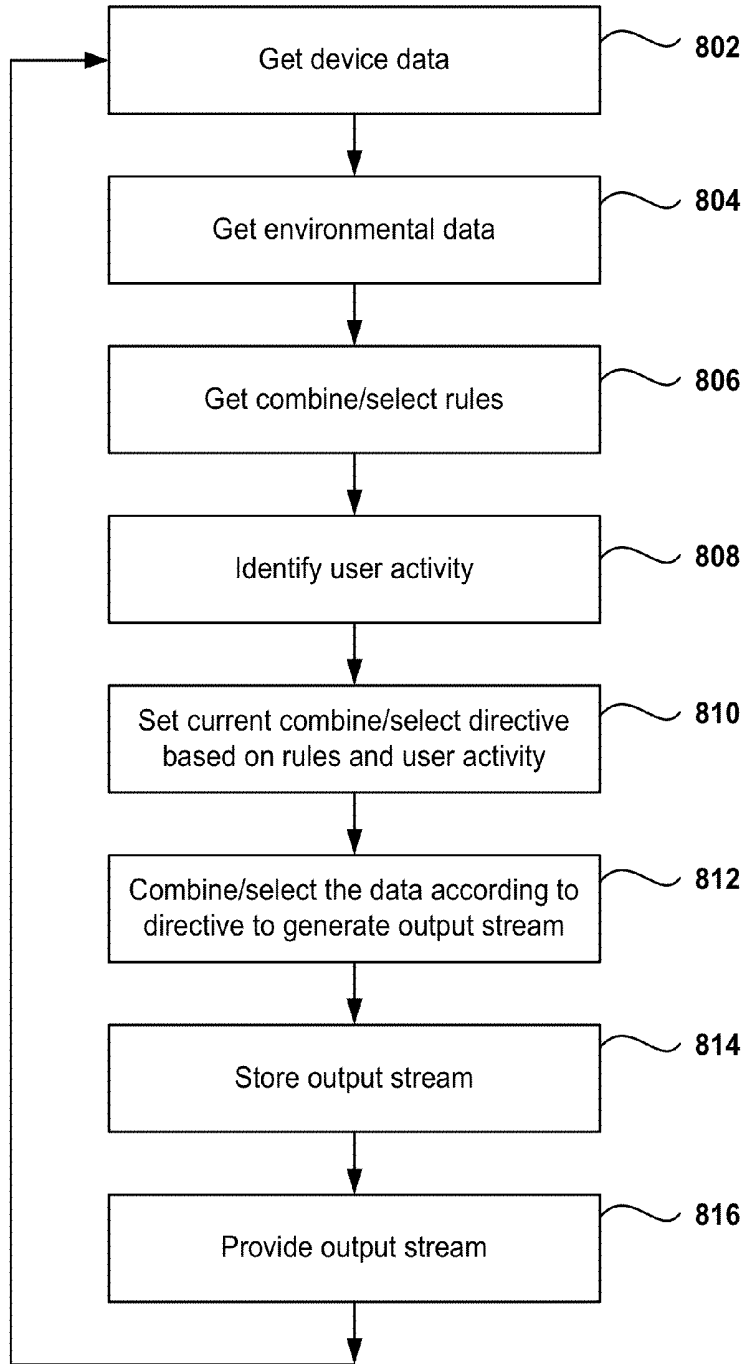 Get device data
802
Get environmental data
804
Get combine/select rules
806
Identify user activity
808
Set current combine/select directive
based on rules and user activity
810
Combine/select the data according to
directive to generate output stream
812
Store output stream
814
Provide output stream
816